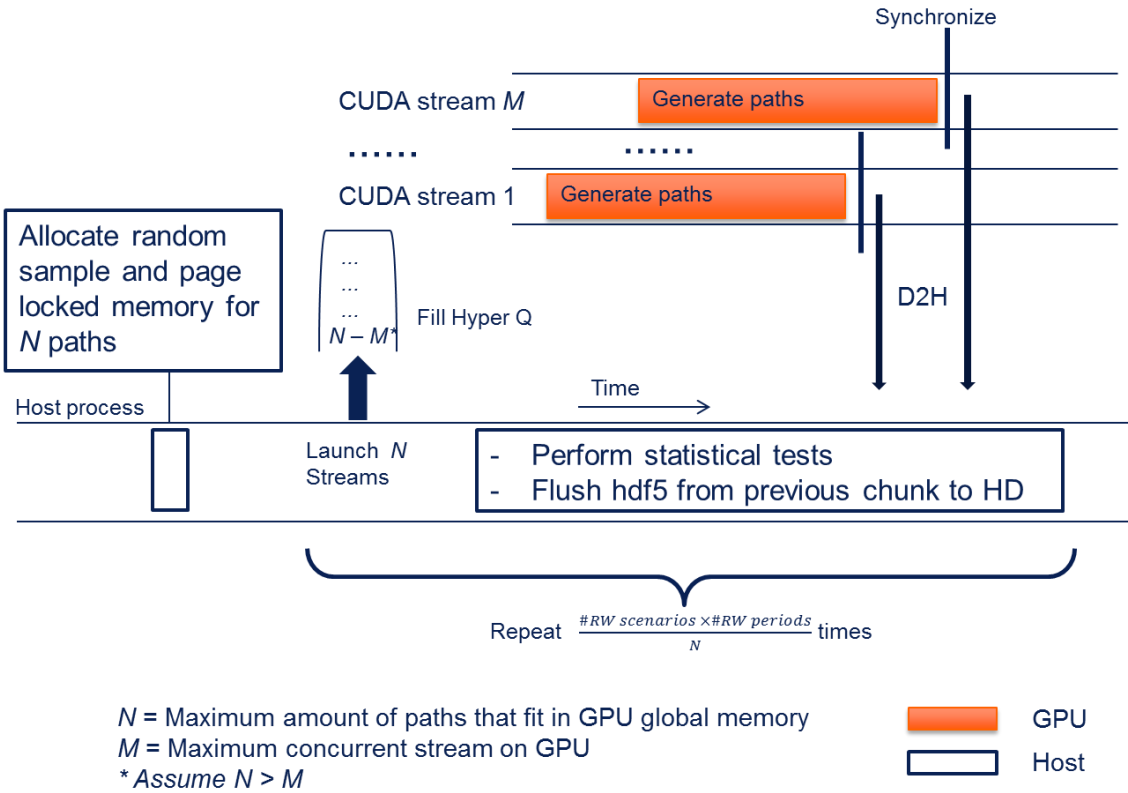 Synchronize
CUDA stream M
Generate paths
......
......
CUDA stream 1
Generate paths
Allocate random
sample and page
locked memory for
N paths
...
...
...
N – M*
Fill Hyper Q
D2H
Time
Host process
Launch N
Streams
- Perform statistical tests
- Flush hdf5 from previous chunk to HD
Repeat #RW scenarios ×#RW periods / N times
N = Maximum amount of paths that fit in GPU global memory
M = Maximum concurrent stream on GPU
* Assume N > M
GPU
Host